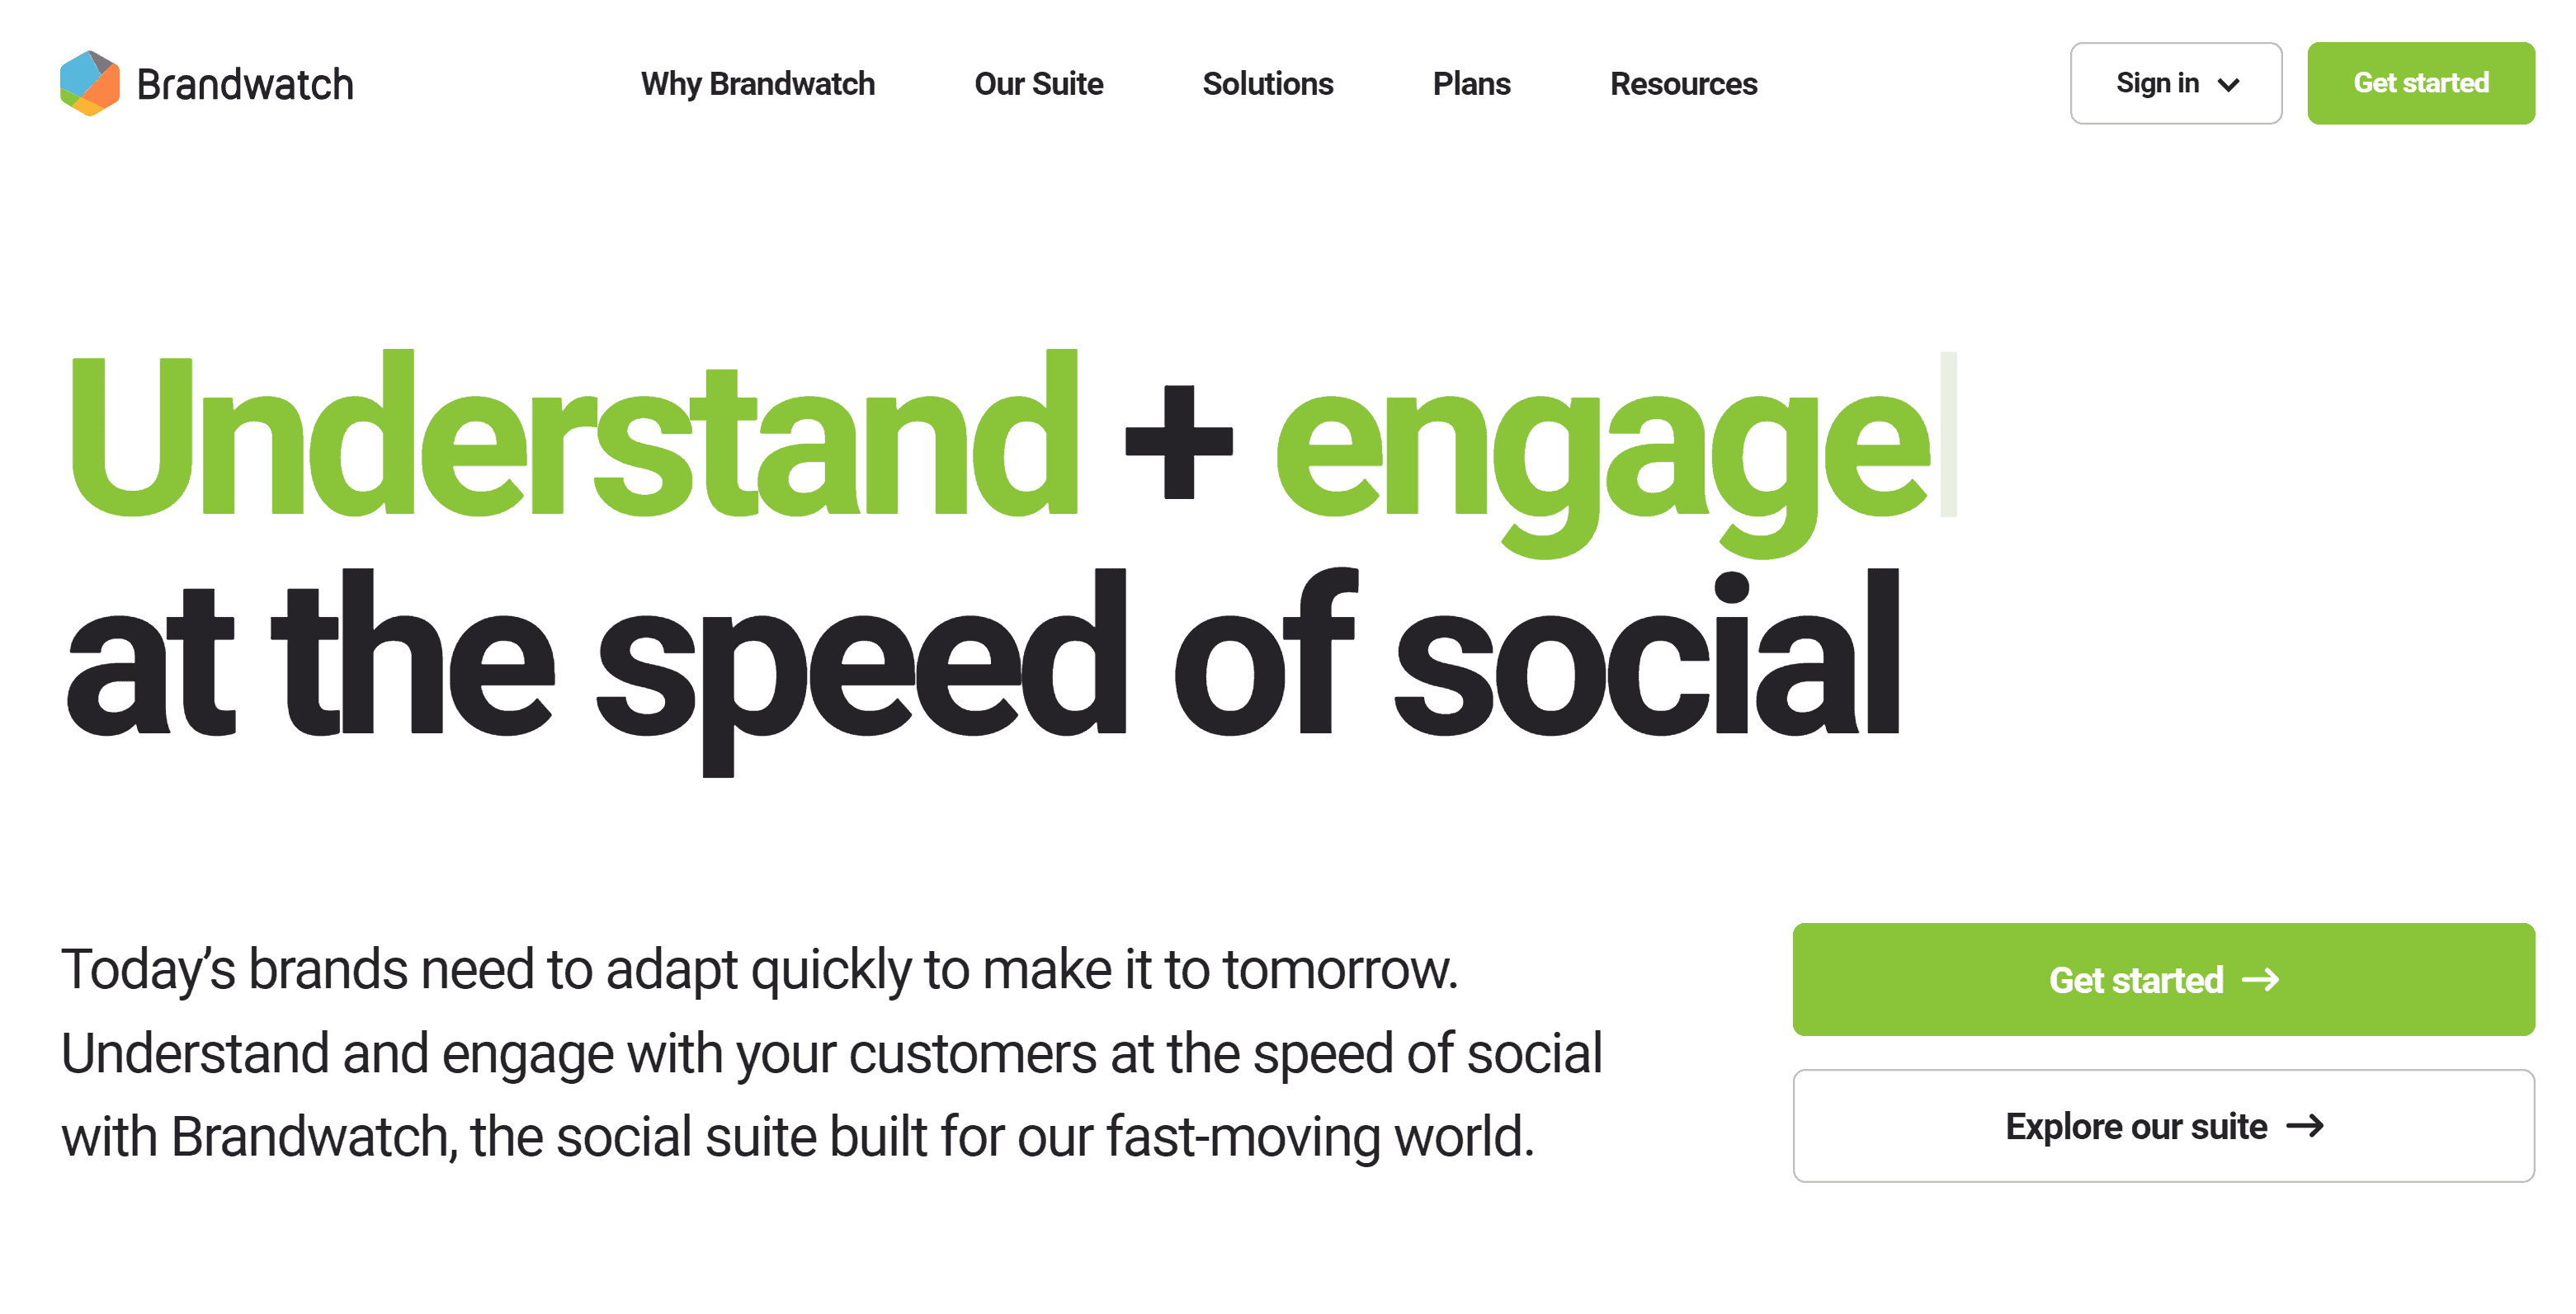 Brandwatch
Why Brandwatch
Our Suite
Solutions
Plans
Resources
Sign in
Get started
Understand + engage
at the speed of social
Today’s brands need to adapt quickly to make it to tomorrow.
Understand and engage with your customers at the speed of social
with Brandwatch, the social suite built for our fast-moving world.
Get started →
Explore our suite →